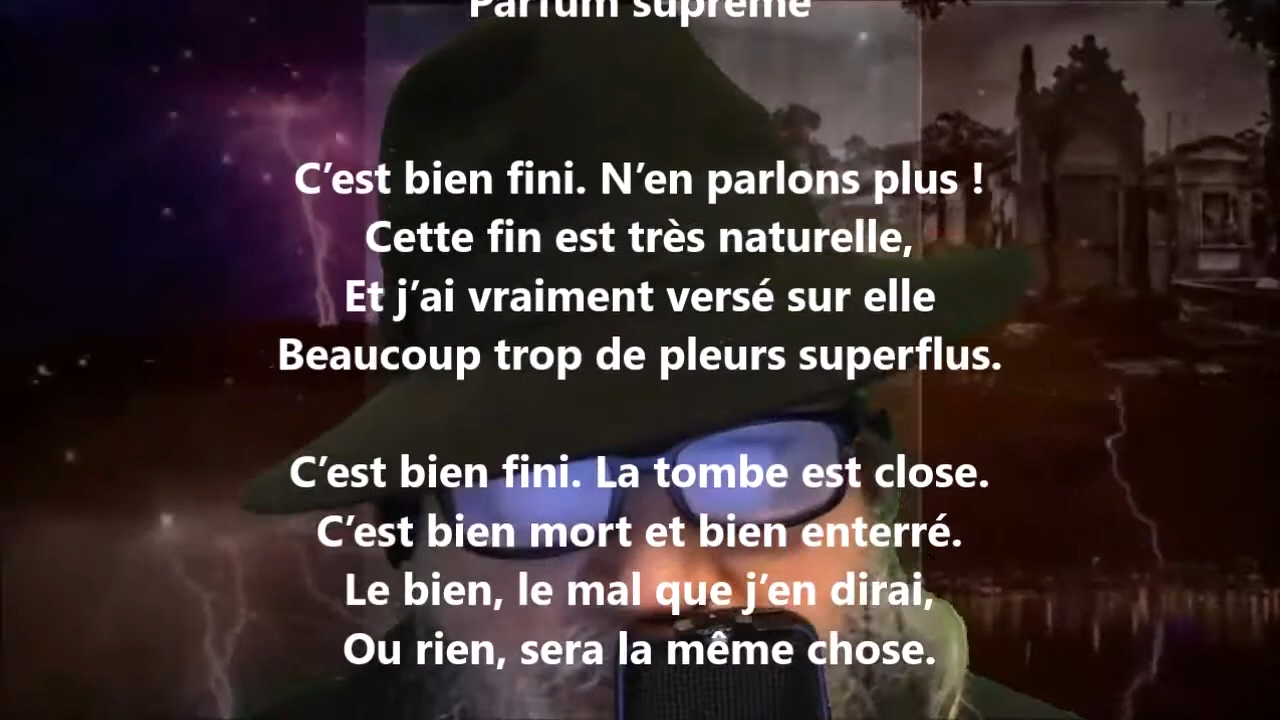 Parfum suprême
C’est bien fini. N’en parlons plus !
Cette fin est très naturelle,
Et j’ai vraiment versé sur elle
Beaucoup trop de pleurs superflus.
C’est bien fini. La tombe est close.
C’est bien mort et bien enterré.
Le bien, le mal que j’en dirai,
Ou rien, sera la même chose.